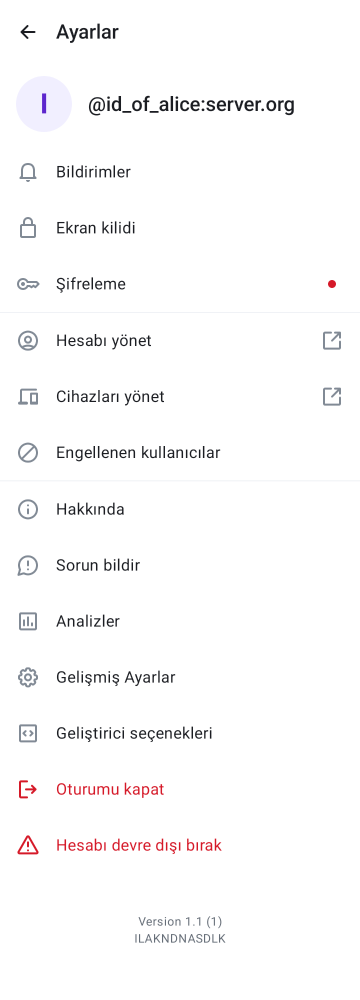 Ayarlar
I
@id_of_alice:server.org
Bildirimler
Ekran kilidi
Şifreleme
Hesabı yönet
Cihazları yönet
Engellenen kullanıcılar
Hakkında
Sorun bildir
Analizler
Gelişmiş Ayarlar
Geliştirici seçenekleri
Oturumu kapat
Hesabı devre dışı bırak
Version 1.1 (1)
ILAKNDNASDLK